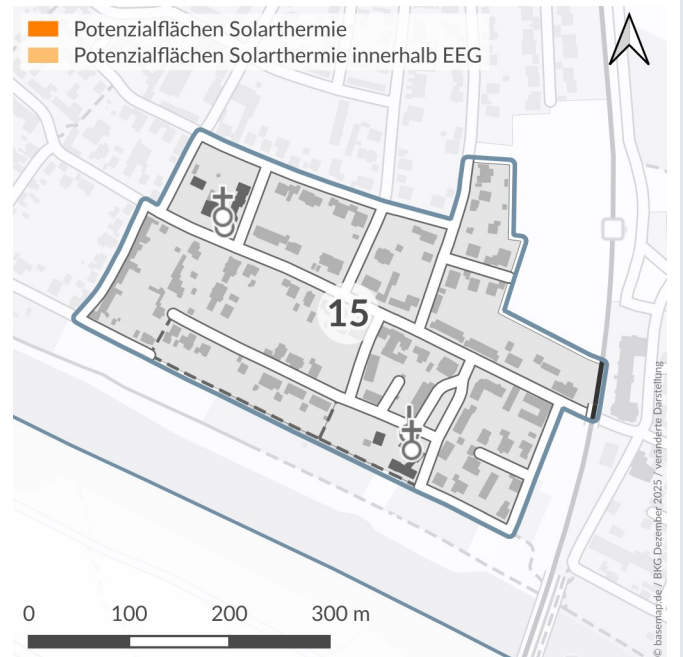 Potenzialflächen Solarthermie
Potenzialflächen Solarthermie innerhalb EEG
15
0 100 200 300 m
© basemap.de / BKG Dezember 2025 / veränderte Darstellung